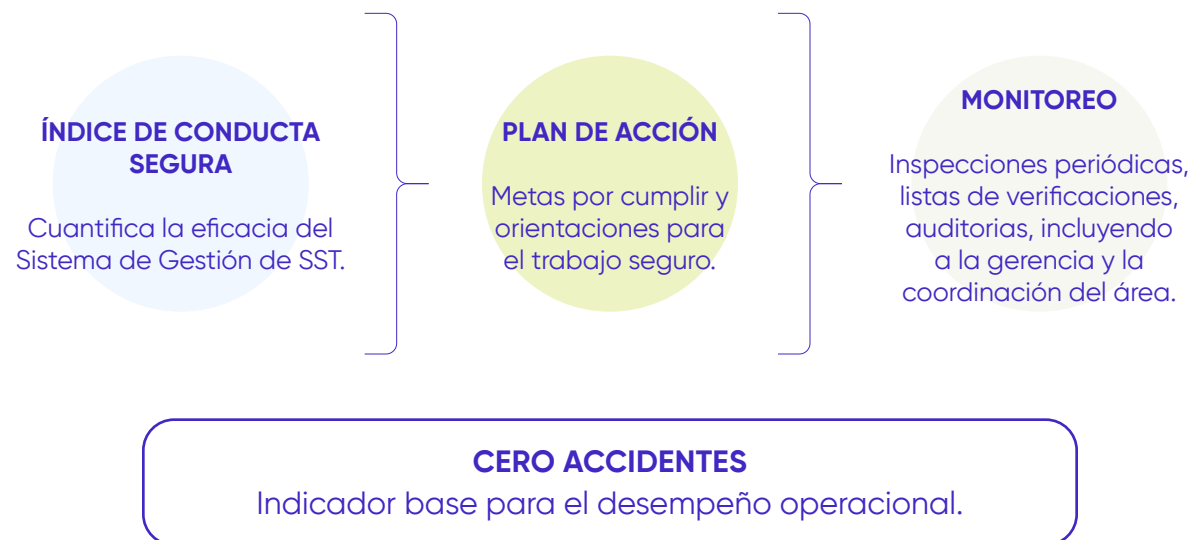 ÍNDICE DE CONDUCTA
SEGURA
Cuantifica la eficacia del
Sistema de Gestión de SST.
PLAN DE ACCIÓN
Metas por cumplir y
orientaciones para
el trabajo seguro.
MONITOREO
Inspecciones periódicas,
listas de verificaciones,
auditorias, incluyendo
a la gerencia y la
coordinación del área.
CERO ACCIDENTES
Indicador base para el desempeño operacional.